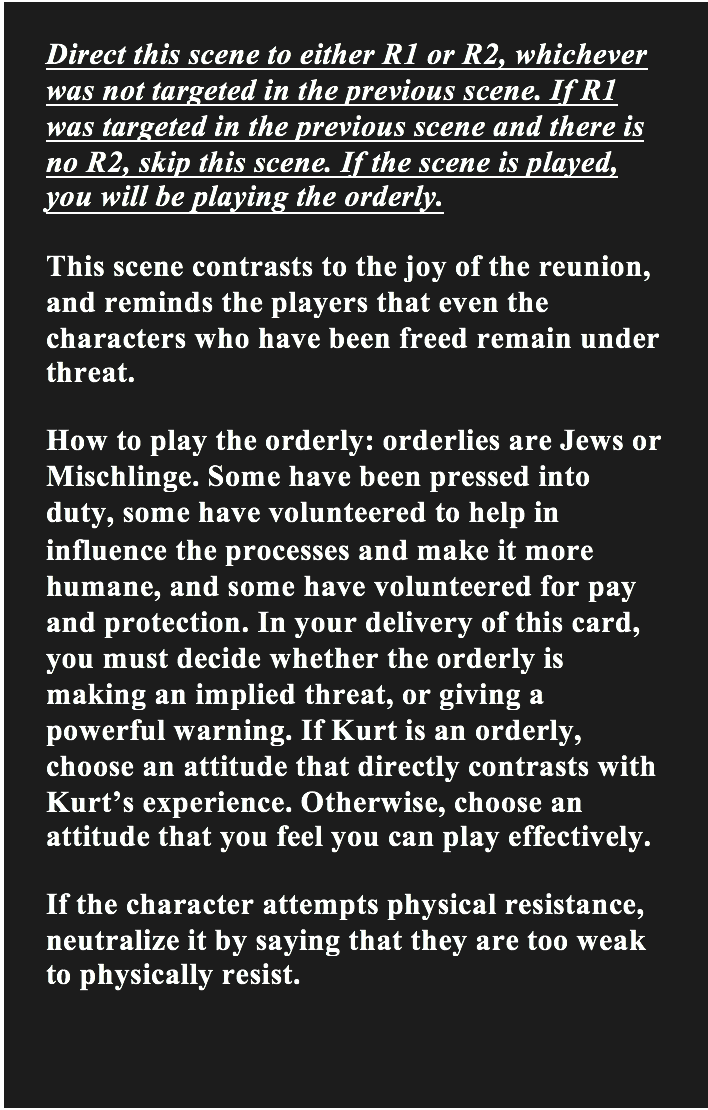 Direct this scene to either R1 or R2, whichever
was not targeted in the previous scene. If R1
was targeted in the previous scene and there is
no R2, skip this scene. If the scene is played,
you will be playing the orderly.
This scene contrasts to the joy of the reunion,
and reminds the players that even the
characters who have been freed remain under
threat.
How to play the orderly: orderlies are Jews or
Mischlinge. Some have been pressed into
duty, some have volunteered to help in
influence the processes and make it more
humane, and some have volunteered for pay
and protection. In your delivery of this card,
you must decide whether the orderly is
making an implied threat, or giving a
powerful warning. If Kurt is an orderly,
choose an attitude that directly contrasts with
Kurt’s experience. Otherwise, choose an
attitude that you feel you can play effectively.
If the character attempts physical resistance,
neutralize it by saying that they are too weak
to physically resist.